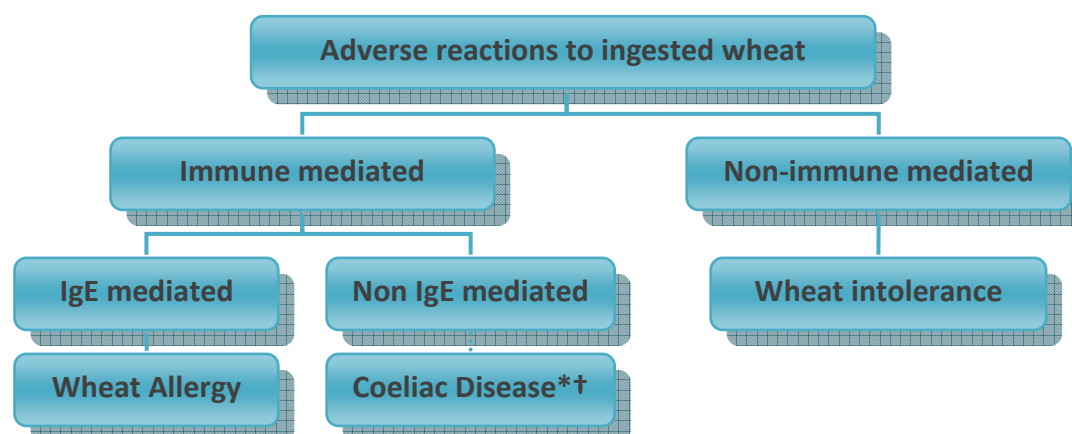 Adverse reactions to ingested wheat
Immune mediated
Non-immune mediated
IgE mediated
Non IgE mediated
Wheat intolerance
Wheat Allergy
Coeliac Disease*†